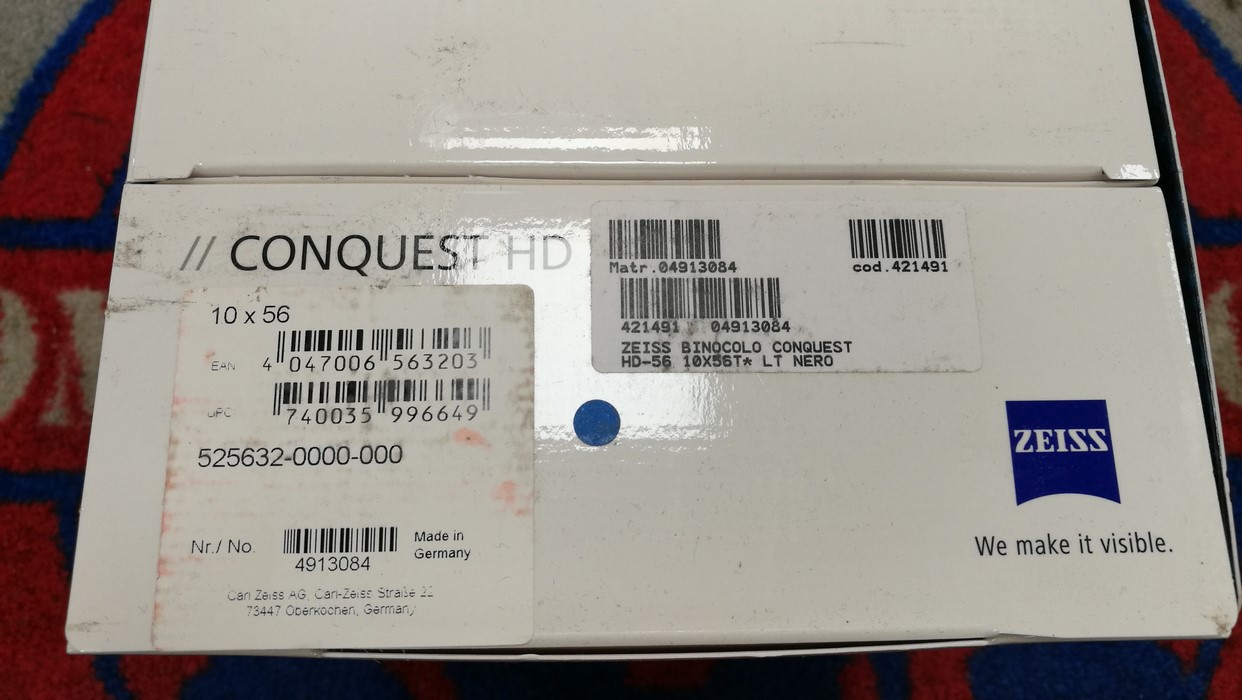 // CONQUEST HD
10 x 56
EAN 4 047006 563203
UPC 740035 996649
525632-0000-000
Nr./ No. 4913084
Made in
Germany
Carl Zeiss AG, Carl-Zeiss Straße 22
73447 Oberkochen, Germany
Matr.04913084
cod.421491
421491 04913084
ZEISS BINOCOLO CONQUEST
HD-56 10X56T* LT NERO
ZEISS
We make it visible.